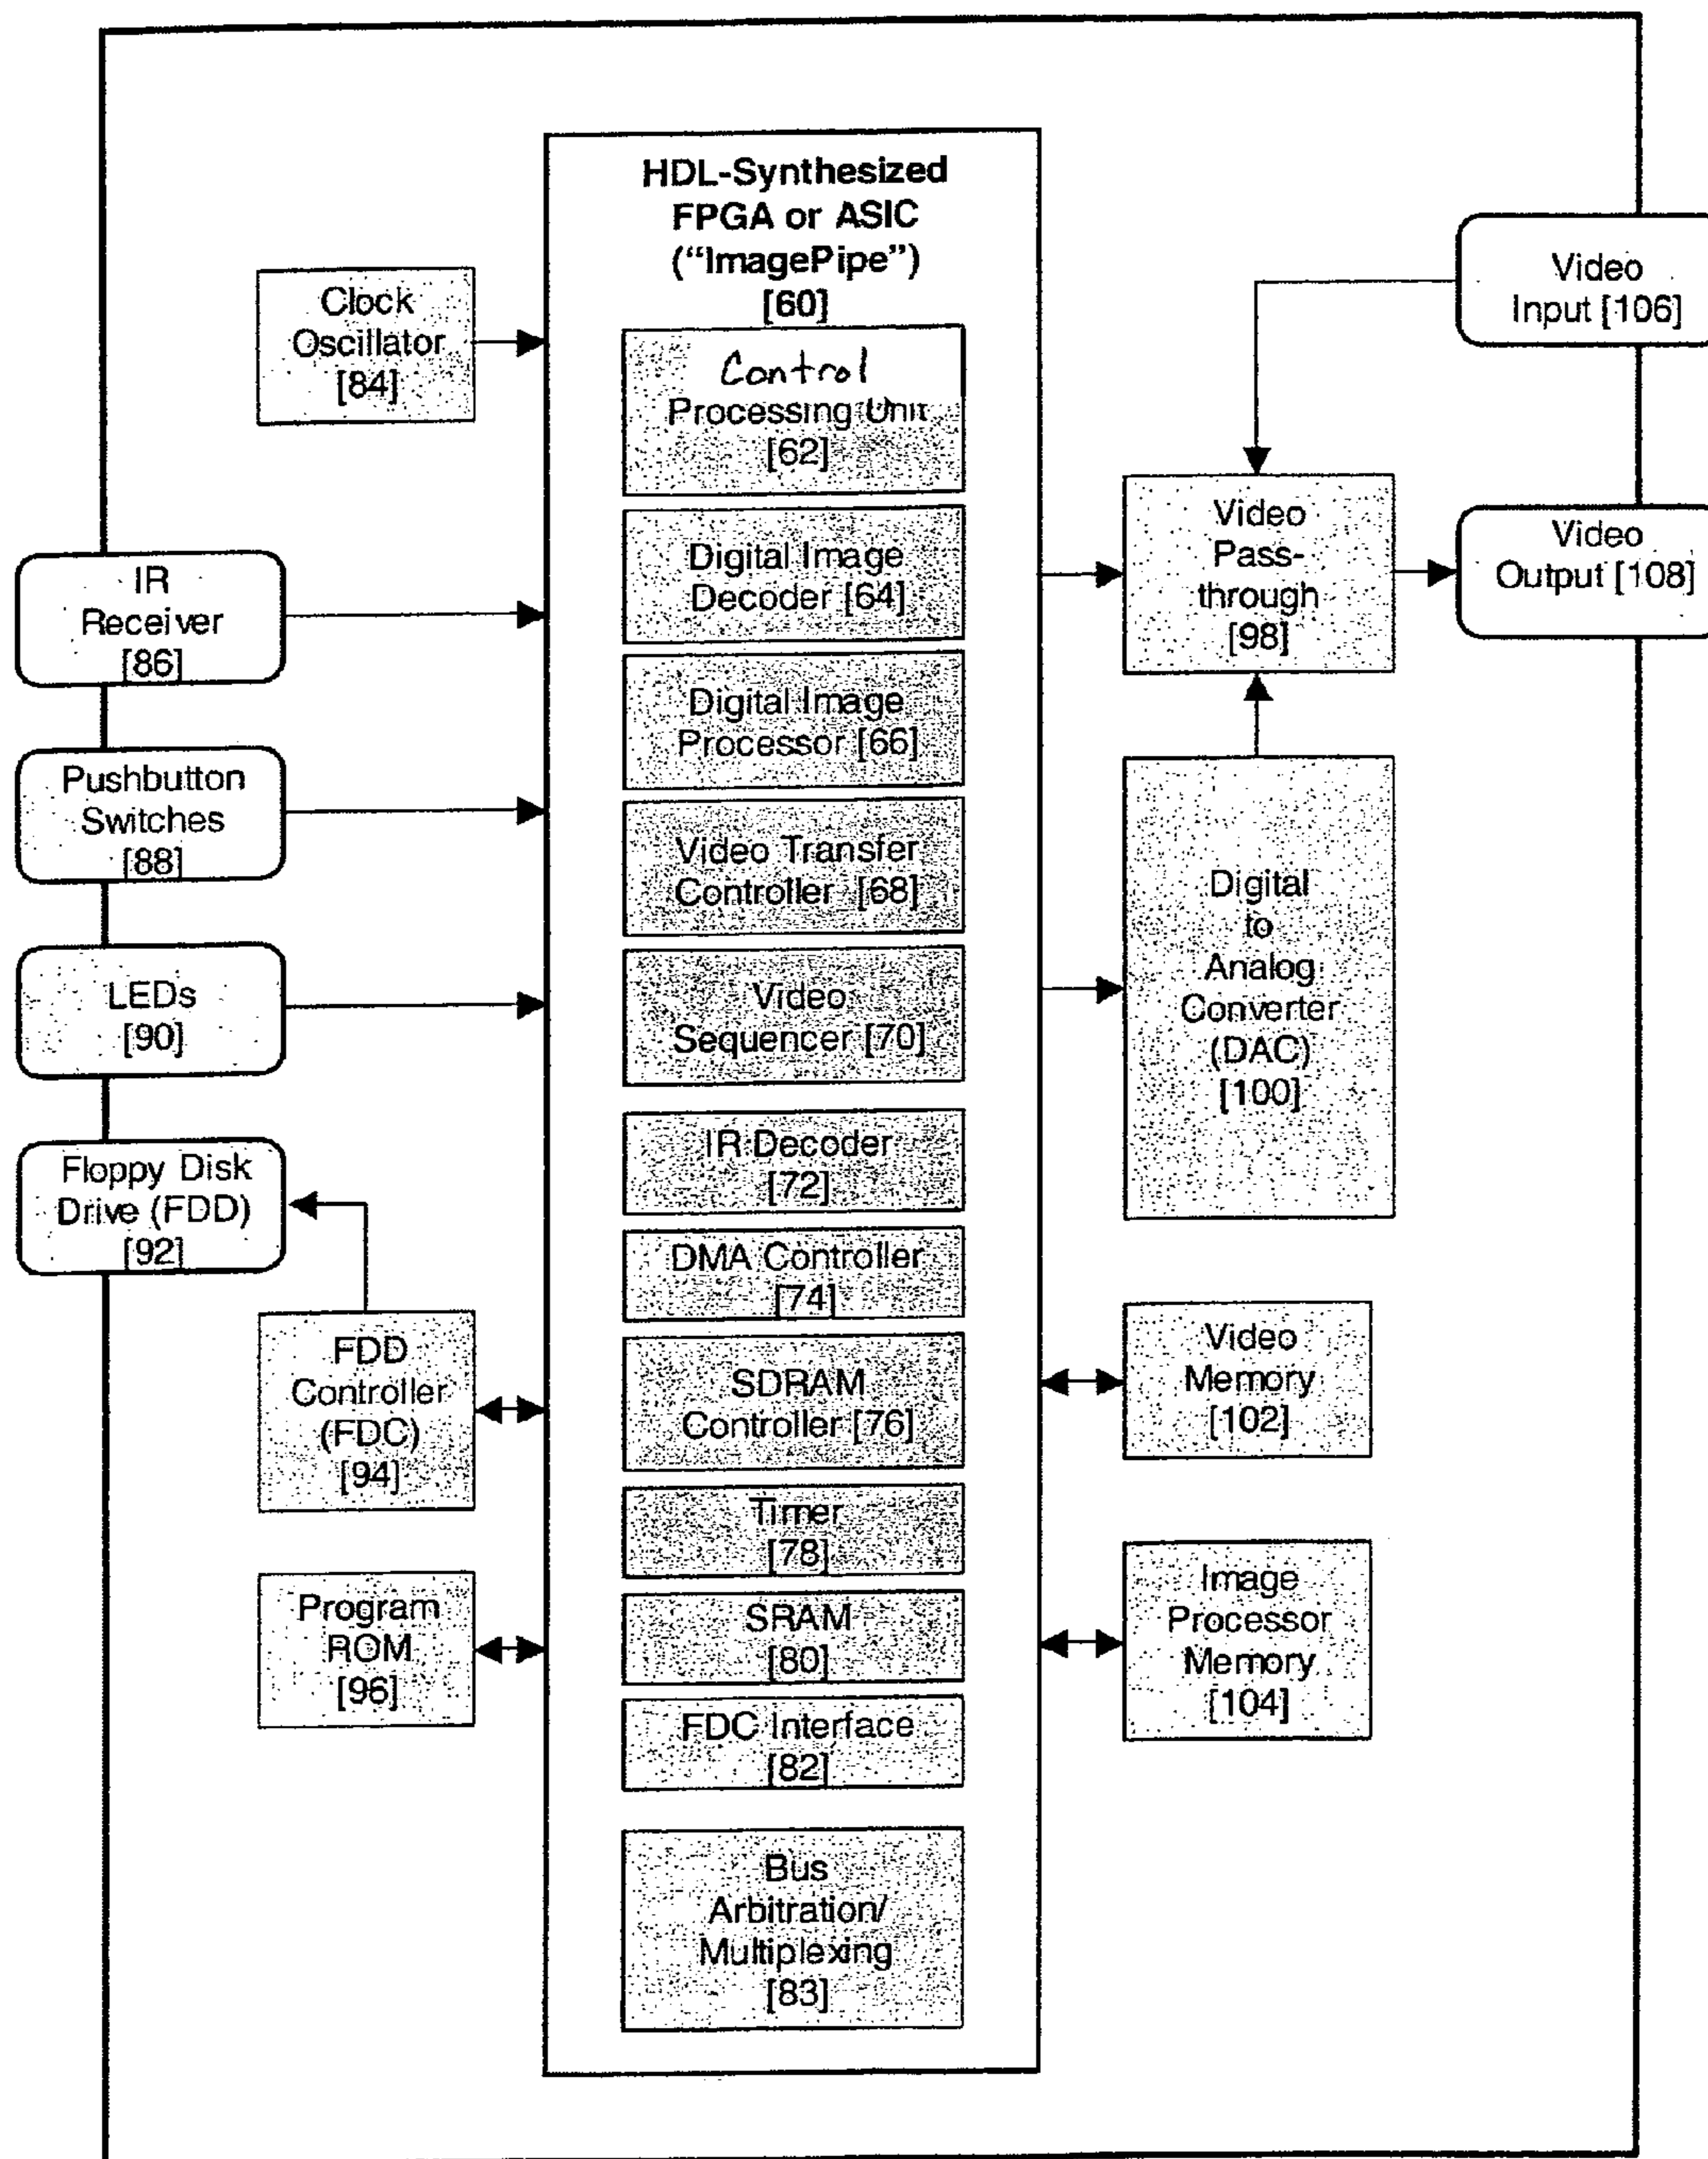 HDL-Synthesized
FPGA or ASIC
("ImagePipe")
[60]
Control
Processing Unit
[62]
Digital Image
Decoder [64]
Digital Image
Processor [66]
Video Transfer
Controller [68]
Video
Sequencer [70]
IR Decoder
[72]
DMA Controller
[74]
SDRAM
Controller [76]
Timer
[78]
SRAM
[80]
FDC Interface
[82]
Bus
Arbitration/
Multiplexing
[83]
Clock
Oscillator
[84]
IR
Receiver
[86]
Pushbutton
Switches
[88]
LEDs
[90]
Floppy Disk
Drive (FDD)
[92]
FDD
Controller
(FDC)
[94]
Program
ROM
[96]
Video
Input [106]
Video
Pass-
through
[98]
Video
Output [108]
Digital
to
Analog
Converter
(DAC)
[100]
Video
Memory
[102]
Image
Processor
Memory
[104]